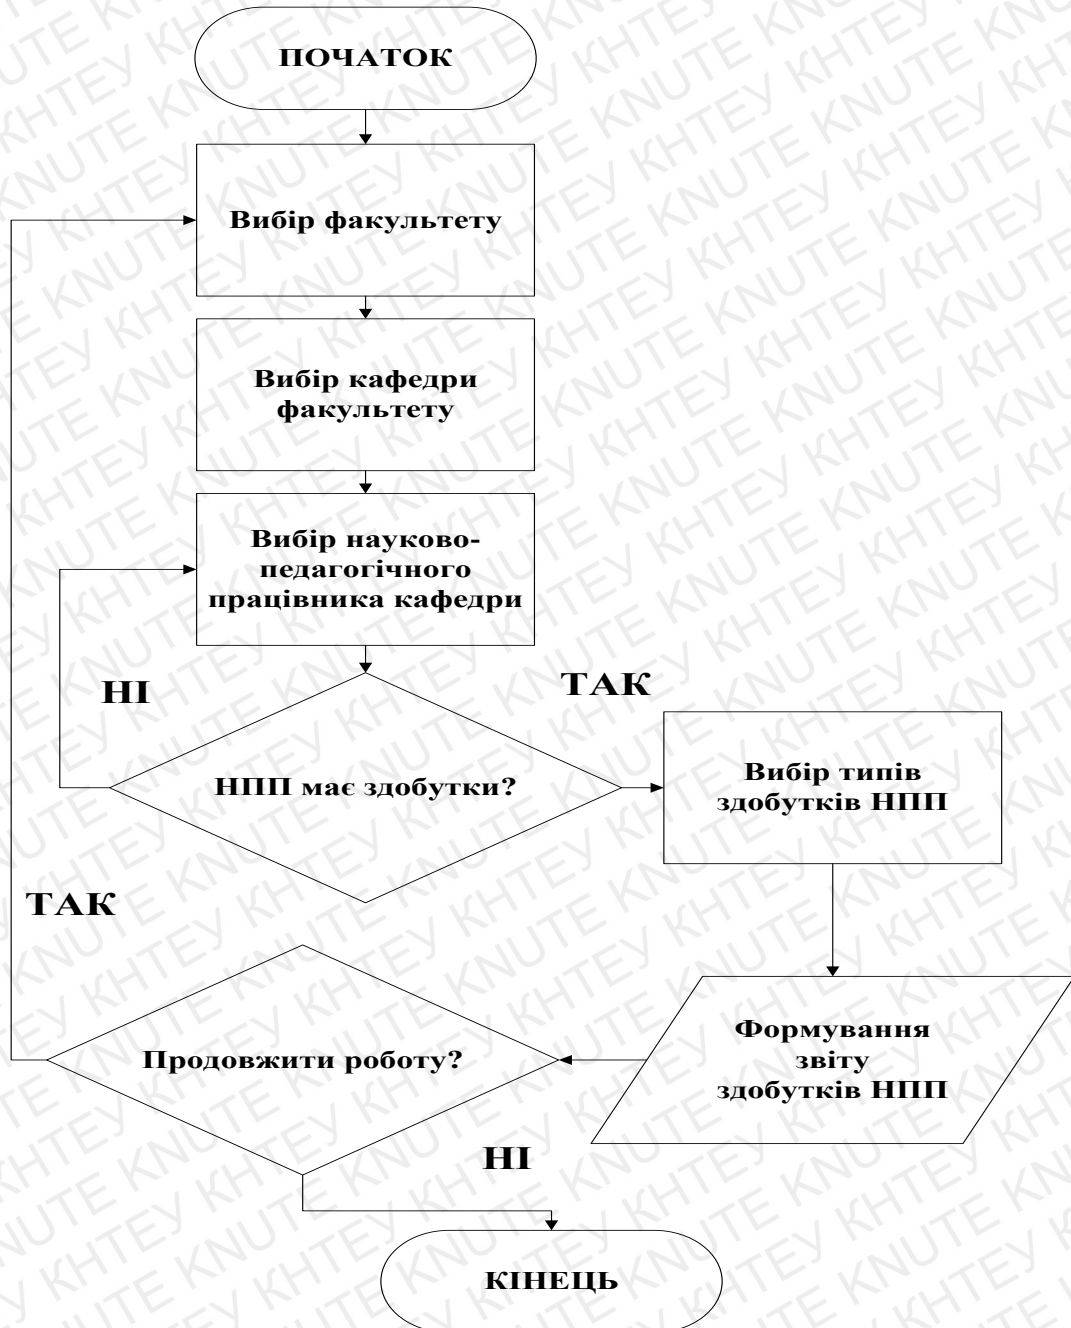 ПОЧАТОК
Вибір факультету
Вибір кафедри
факультету
Вибір науково-
педагогічного
працівника кафедри
НІ
ТАК
НПП має здобутки?
Вибір типів
здобутків НПП
ТАК
Продовжити роботу?
Формування
звіту
здобутків НПП
НІ
КІНЕЦЬ